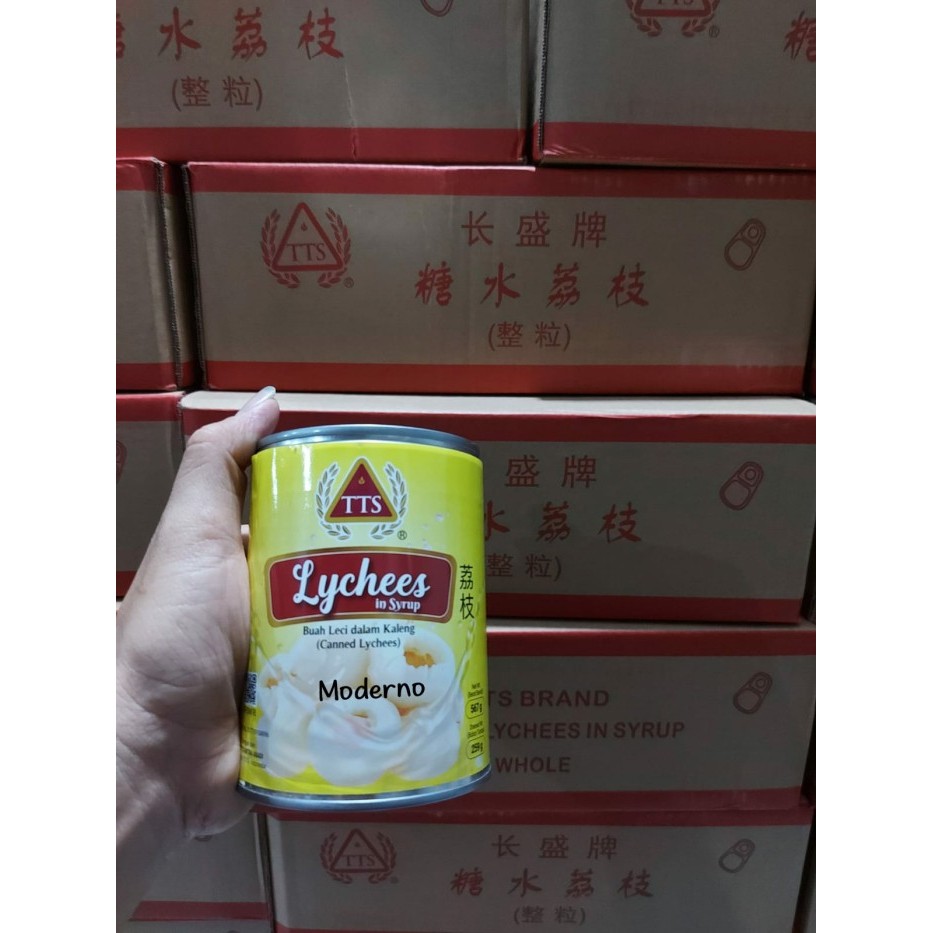 糖水荔枝
(整粒)
TTS
®
长盛牌
糖水荔枝
(整粒)
盛牌
水荔枝
整粒)
TTS
®
Lychees
in Syrup
荔枝
Buah Leci dalam Kaleng
(Canned Lychees)
Moderno
567 g
255 g
TS BRAND
LYCHEES IN SYRUP
WHOLE
TTS
长盛牌
糖水荔枝
(整粒)